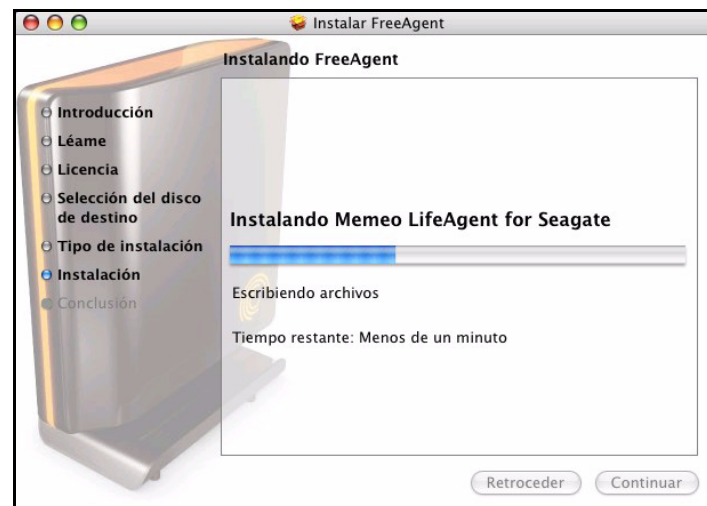 Instalar FreeAgent
Instalando FreeAgent
Introducción
Léame
Licencia
Selección del disco
de destino
Tipo de instalación
Instalación
Conclusión
Instalando Memeo LifeAgent for Seagate
Escribiendo archivos
Tiempo restante: Menos de un minuto
Retroceder
Continuar